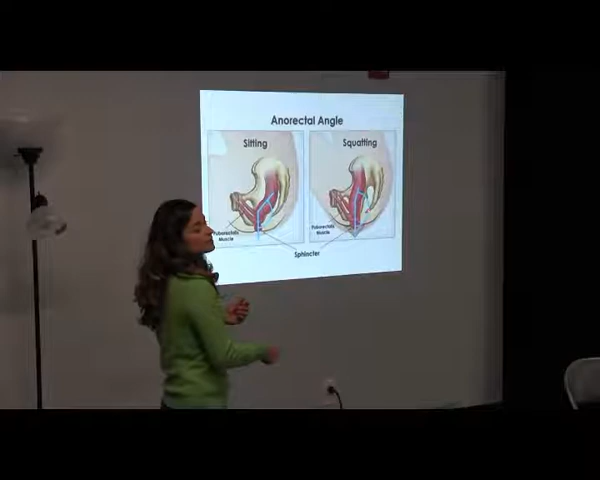 Anorectal Angle
Sitting
Squatting
Puborectalis
Muscle
Puborectalis
Muscle
Sphincter